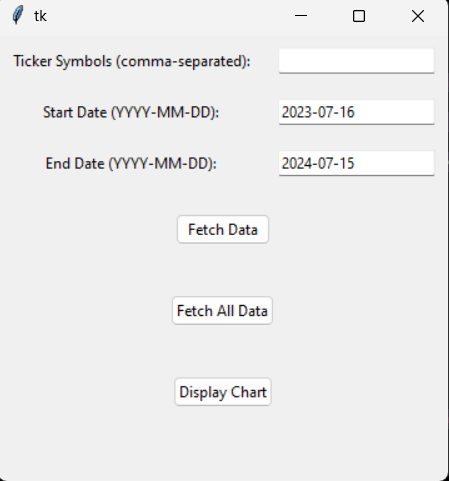 tk
Ticker Symbols (comma-separated):
Start Date (YYYY-MM-DD): 2023-07-16
End Date (YYYY-MM-DD): 2024-07-15
Fetch Data
Fetch All Data
Display Chart